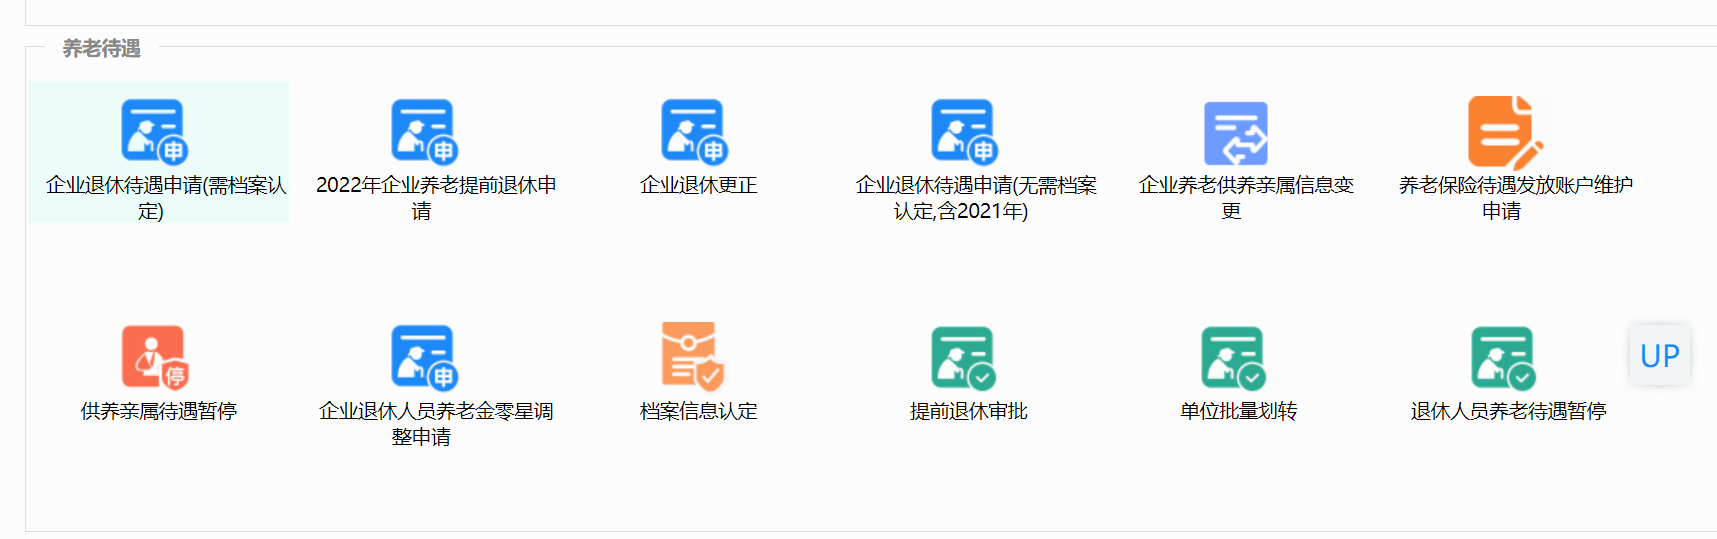 养老待遇
申
申
申
申
企业退休待遇申请(需档案认
定)
2022年企业养老提前退休申
请
企业退休更正
企业退休待遇申请(无需档案
认定,含2021年)
企业养老供养亲属信息变
更
养老保险待遇发放账户维护
申请
停
申
UP
供养亲属待遇暂停
企业退休人员养老金零星调
整申请
档案信息认定
提前退休审批
单位批量划转
退休人员养老待遇暂停